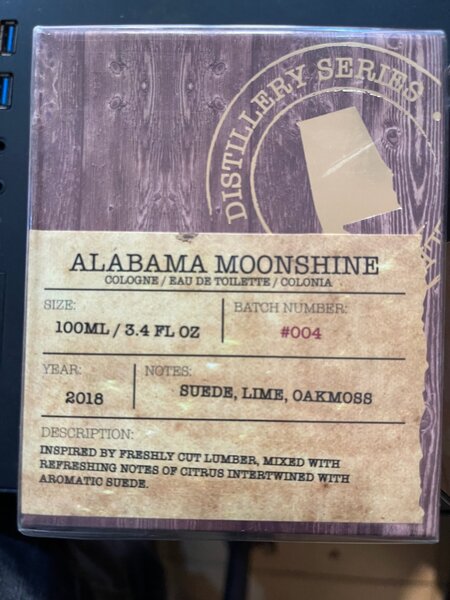 DISTILLERY SERIES
ALABAMA MOONSHINE
COLOGNE / EAU DE TOILETTE / COLONIA
SIZE:
100ML / 3.4 FL OZ
BATCH NUMBER:
#004
YEAR:
2018
NOTES:
SUEDE, LIME, OAKMOSS
DESCRIPTION:
INSPIRED BY FRESHLY CUT LUMBER, MIXED WITH
REFRESHING NOTES OF CITRUS INTERTWINED WITH
AROMATIC SUEDE.